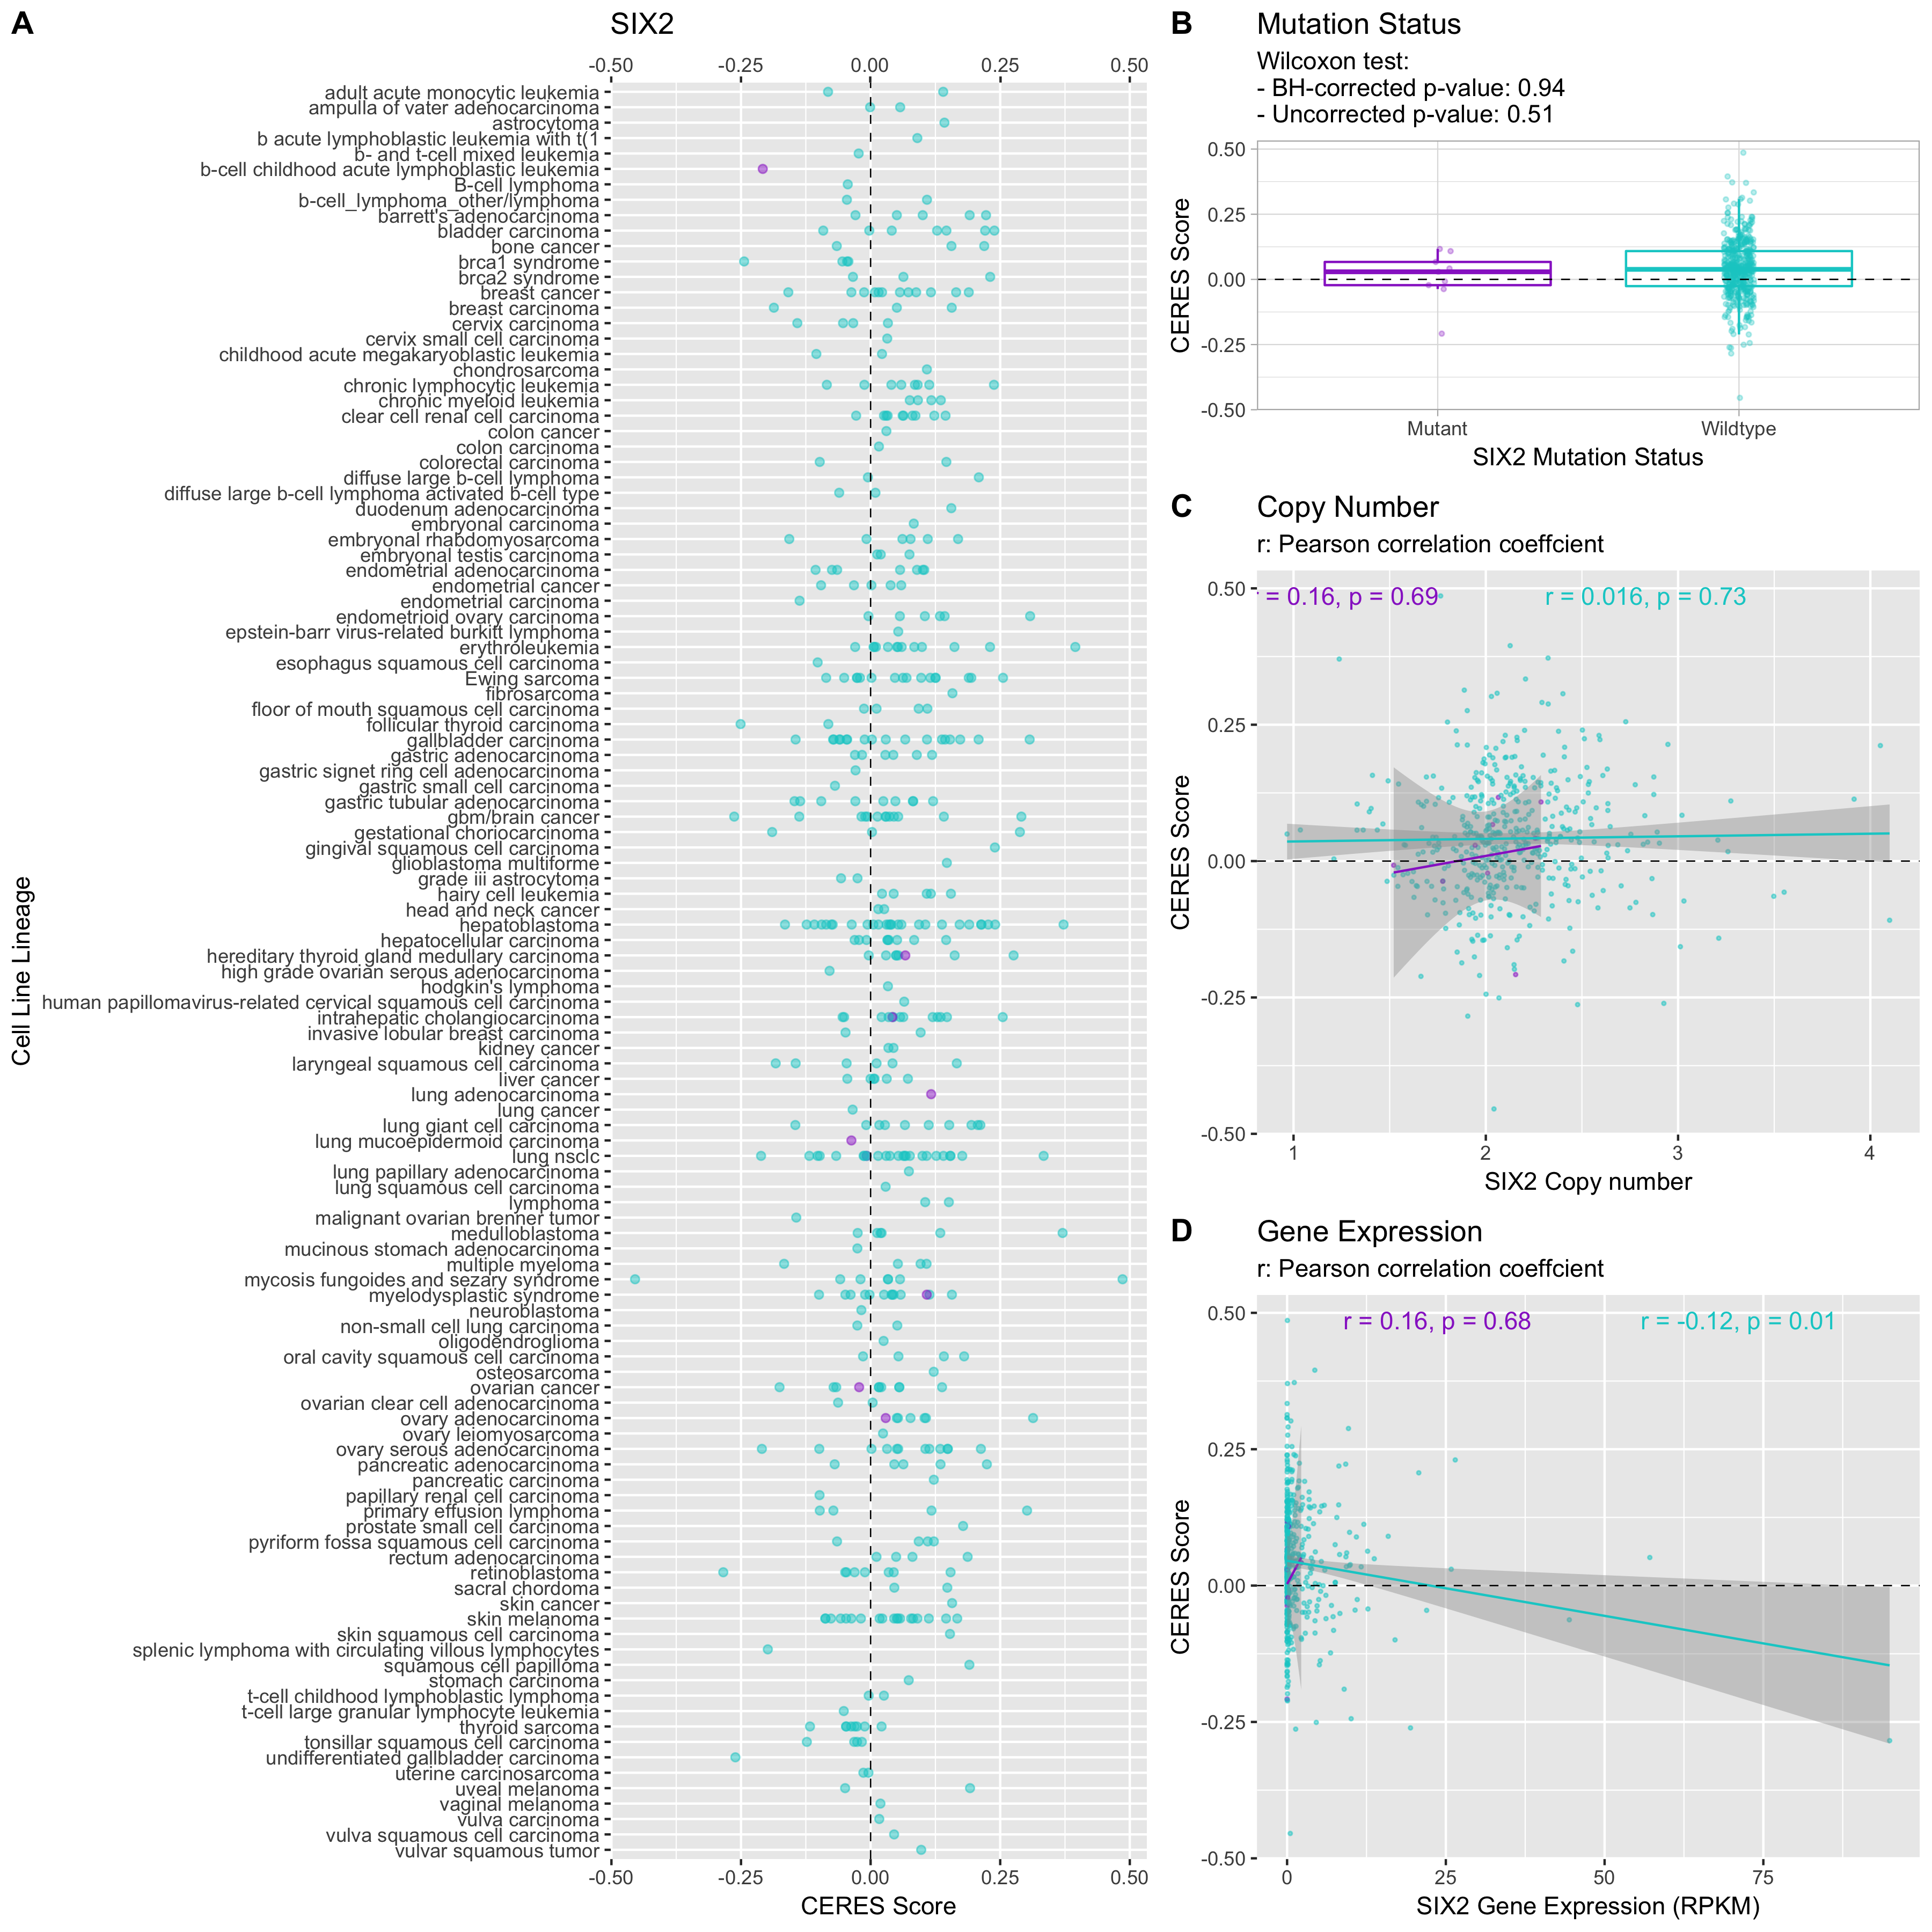 A
SIX2
-0.50 -0.25 0.00 0.25 0.50
adult acute monocytic leukemia
ampulla of vater adenocarcinoma
astrocytoma
b acute lymphoblastic leukemia with t(1
b- and t-cell mixed leukemia
b-cell childhood acute lymphoblastic leukemia
B-cell lymphoma
b-cell_lymphoma_other/lymphoma
barrett's adenocarcinoma
bladder carcinoma
bone cancer
brca1 syndrome
brca2 syndrome
breast cancer
breast carcinoma
cervix carcinoma
cervix small cell carcinoma
childhood acute megakaryoblastic leukemia
chondrosarcoma
chronic lymphocytic leukemia
chronic myeloid leukemia
clear cell renal cell carcinoma
colon cancer
colon carcinoma
colorectal carcinoma
diffuse large b-cell lymphoma
diffuse large b-cell lymphoma activated b-cell type
duodenum adenocarcinoma
embryonal carcinoma
embryonal rhabdomyosarcoma
embryonal testis carcinoma
endometrial adenocarcinoma
endometrial cancer
endometrial carcinoma
endometrioid ovary carcinoma
epstein-barr virus-related burkitt lymphoma
erythroleukemia
esophagus squamous cell carcinoma
Ewing sarcoma
fibrosarcoma
floor of mouth squamous cell carcinoma
follicular thyroid carcinoma
gallbladder carcinoma
gastric adenocarcinoma
gastric signet ring cell adenocarcinoma
gastric small cell carcinoma
gastric tubular adenocarcinoma
gbm/brain cancer
gestational choriocarcinoma
gingival squamous cell carcinoma
glioblastoma multiforme
grade iii astrocytoma
hairy cell leukemia
head and neck cancer
hepatoblastoma
hepatocellular carcinoma
hereditary thyroid gland medullary carcinoma
high grade ovarian serous adenocarcinoma
hodgkin's lymphoma
human papillomavirus-related cervical squamous cell carcinoma
intrahepatic cholangiocarcinoma
invasive lobular breast carcinoma
kidney cancer
laryngeal squamous cell carcinoma
liver cancer
lung adenocarcinoma
lung cancer
lung giant cell carcinoma
lung mucoepidermoid carcinoma
lung nsclc
lung papillary adenocarcinoma
lung squamous cell carcinoma
lymphoma
malignant ovarian brenner tumor
medulloblastoma
mucinous stomach adenocarcinoma
multiple myeloma
mycosis fungoides and sezary syndrome
myelodysplastic syndrome
neuroblastoma
non-small cell lung carcinoma
oligodendroglioma
oral cavity squamous cell carcinoma
osteosarcoma
ovarian cancer
ovarian clear cell adenocarcinoma
ovary adenocarcinoma
ovary leiomyosarcoma
ovary serous adenocarcinoma
pancreatic adenocarcinoma
pancreatic carcinoma
papillary renal cell carcinoma
primary effusion lymphoma
prostate small cell carcinoma
pyriform fossa squamous cell carcinoma
rectum adenocarcinoma
retinoblastoma
sacral chordoma
skin cancer
skin melanoma
skin squamous cell carcinoma
splenic lymphoma with circulating villous lymphocytes
squamous cell papilloma
stomach carcinoma
t-cell childhood lymphoblastic lymphoma
t-cell large granular lymphocyte leukemia
thyroid sarcoma
tonsillar squamous cell carcinoma
undifferentiated gallbladder carcinoma
uterine carcinosarcoma
uveal melanoma
vaginal melanoma
vulva carcinoma
vulva squamous cell carcinoma
vulvar squamous tumor
-0.50 -0.25 0.00 0.25 0.50
CERES Score
Cell Line Lineage
B
Mutation Status
Wilcoxon test:
- BH-corrected p-value: 0.94
- Uncorrected p-value: 0.51
0.50
0.25
0.00
-0.25
-0.50
CERES Score
Mutant Wildtype
SIX2 Mutation Status
C
Copy Number
r: Pearson correlation coeffcient
= 0.16, p = 0.69 r = 0.016, p = 0.73
0.50
0.25
0.00
-0.25
-0.50
CERES Score
1 2 3 4
SIX2 Copy number
D
Gene Expression
r: Pearson correlation coeffcient
r = 0.16, p = 0.68 r = -0.12, p = 0.01
0.50
0.25
0.00
-0.25
-0.50
CERES Score
0 25 50 75
SIX2 Gene Expression (RPKM)